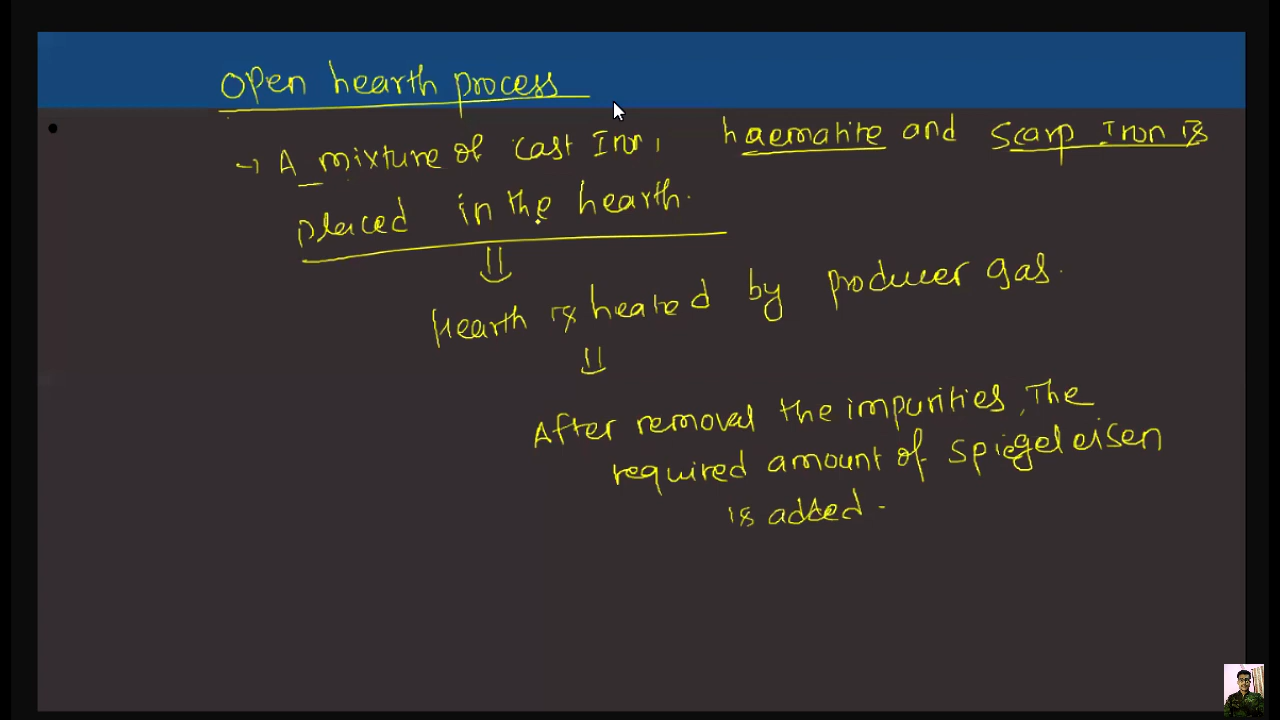 Open hearth process
→ A mixture of cast Iron, haematite and Scarp Iron is
placed in the hearth.
Hearth is heated by producer gas.
After removal the impurities, The
required amount of spiegeleisen
is added.